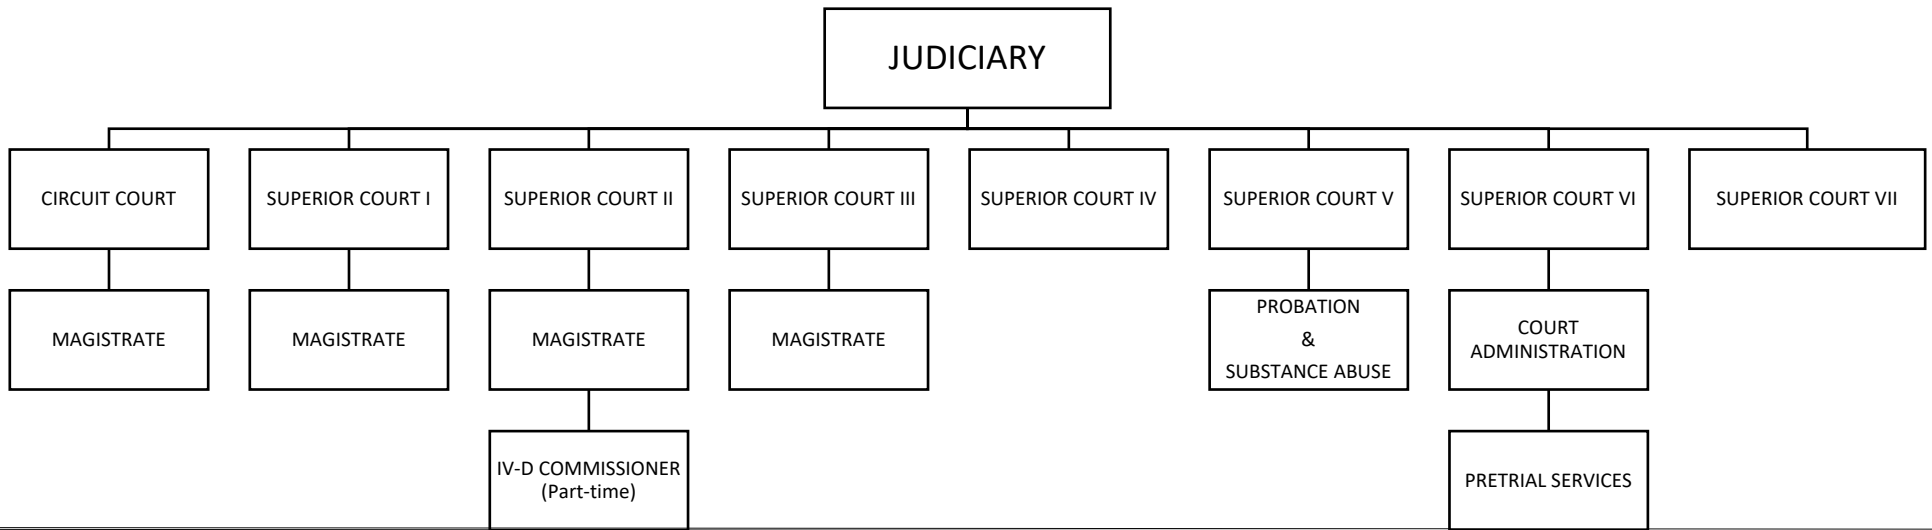 JUDICIARY
CIRCUIT COURT
SUPERIOR COURT I
SUPERIOR COURT II
SUPERIOR COURT III
SUPERIOR COURT IV
SUPERIOR COURT V
SUPERIOR COURT VI
SUPERIOR COURT VII
MAGISTRATE
MAGISTRATE
MAGISTRATE
MAGISTRATE
PROBATION
&
SUBSTANCE ABUSE
COURT
ADMINISTRATION
IV-D COMMISSIONER
(Part-time)
PRETRIAL SERVICES